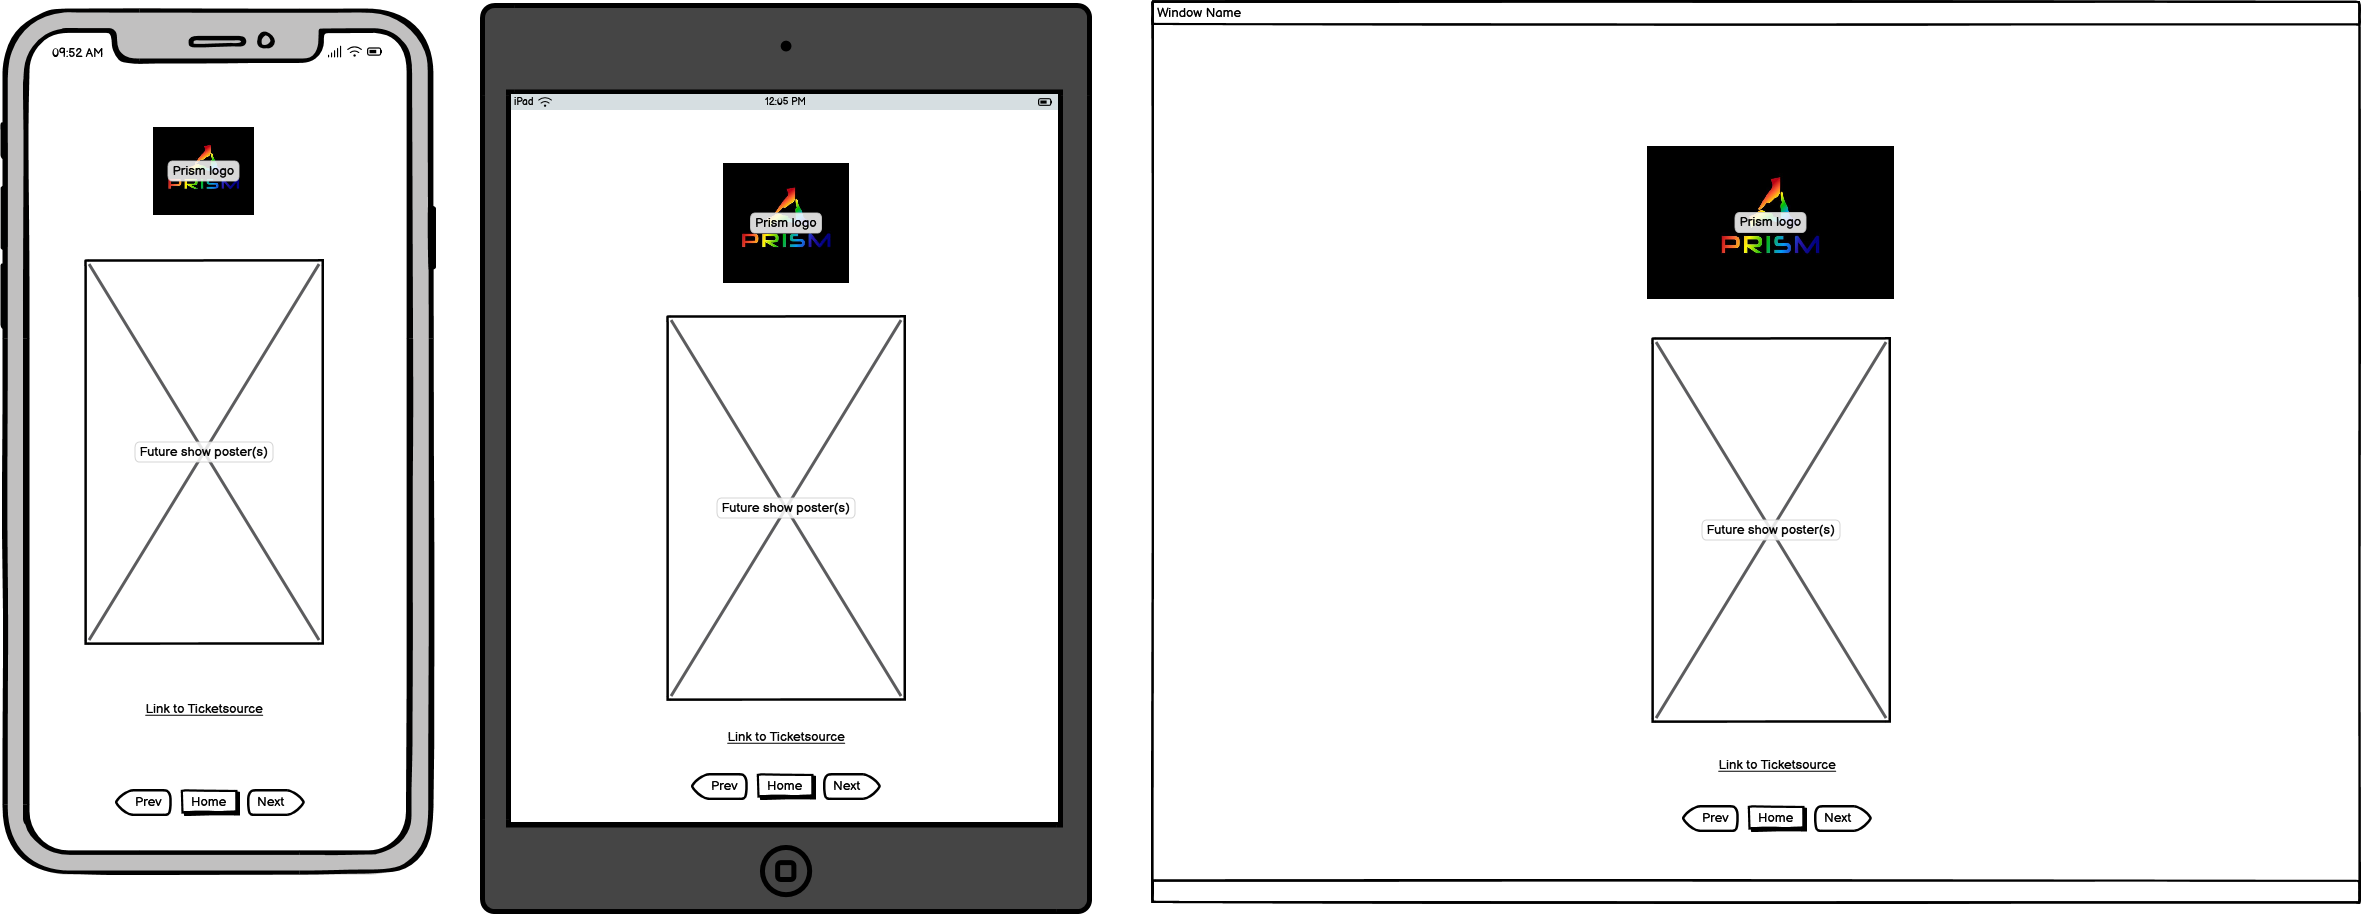 09:52 AM
Prism logo
PRISM
Future show poster(s)
Link to Ticketsource
Prev
Home
Next
iPad
12:05 PM
Prism logo
PRISM
Future show poster(s)
Link to Ticketsource
Prev
Home
Next
Window Name
Prism logo
PRISM
Future show poster(s)
Link to Ticketsource
Prev
Home
Next